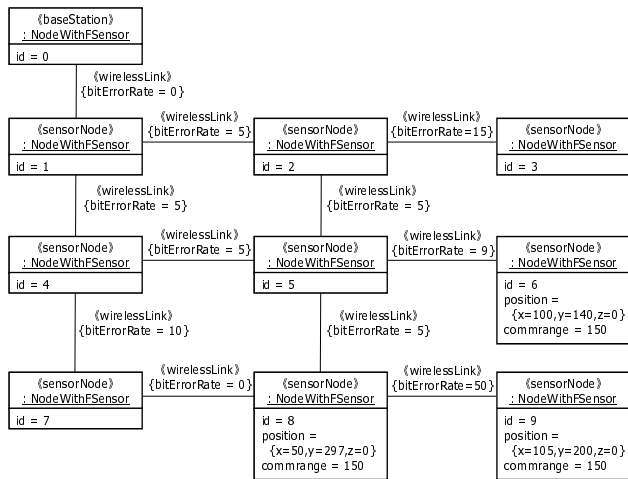 《baseStation》
: NodeWithFSensor
id = 0
《wirelessLink》
{bitErrorRate = 0}
《sensorNode》
: NodeWithFSensor
id = 1
《wirelessLink》
{bitErrorRate = 5}
《sensorNode》
: NodeWithFSensor
id = 2
《wirelessLink》
{bitErrorRate=15}
《sensorNode》
: NodeWithFSensor
id = 3
《wirelessLink》
{bitErrorRate = 5}
《wirelessLink》
{bitErrorRate = 5}
《sensorNode》
: NodeWithFSensor
id = 4
《wirelessLink》
{bitErrorRate = 5}
《sensorNode》
: NodeWithFSensor
id = 5
《wirelessLink》
{bitErrorRate = 9}
《sensorNode》
: NodeWithFSensor
id = 6
position =
{x=100,y=140,z=0}
commrange = 150
《wirelessLink》
{bitErrorRate = 10}
《wirelessLink》
{bitErrorRate = 5}
《sensorNode》
: NodeWithFSensor
id = 7
《wirelessLink》
{bitErrorRate = 0}
《sensorNode》
: NodeWithFSensor
id = 8
position =
{x=50,y=297,z=0}
commrange = 150
《wirelessLink》
{bitErrorRate=50}
《sensorNode》
: NodeWithFSensor
id = 9
position =
{x=105,y=200,z=0}
commrange = 150